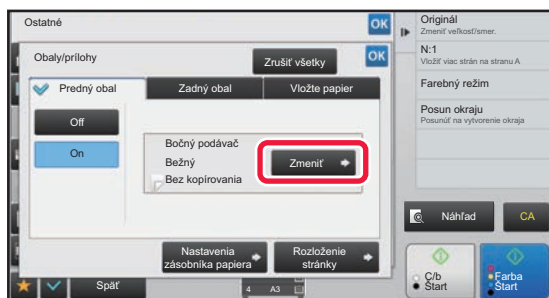 Ostatné
OK
Obaly/prílohy
Zrušiť všetky
OK
Predný obal
Zadný obal
Vložte papier
Off
On
Bočný podávač
Bežný
Bez kopírovania
Zmeniť
Nastavenia
zásobníka papiera
Rozloženie
stránky
Späť
4 A3
Originál
Zmeniť veľkosť/smer.
N:1
Vložiť viac strán na stranu A
Farebný režim
Posun okraju
Posunúť na vytvorenie okraja
Náhľad
CA
Č/b
Štart
Farba
Štart